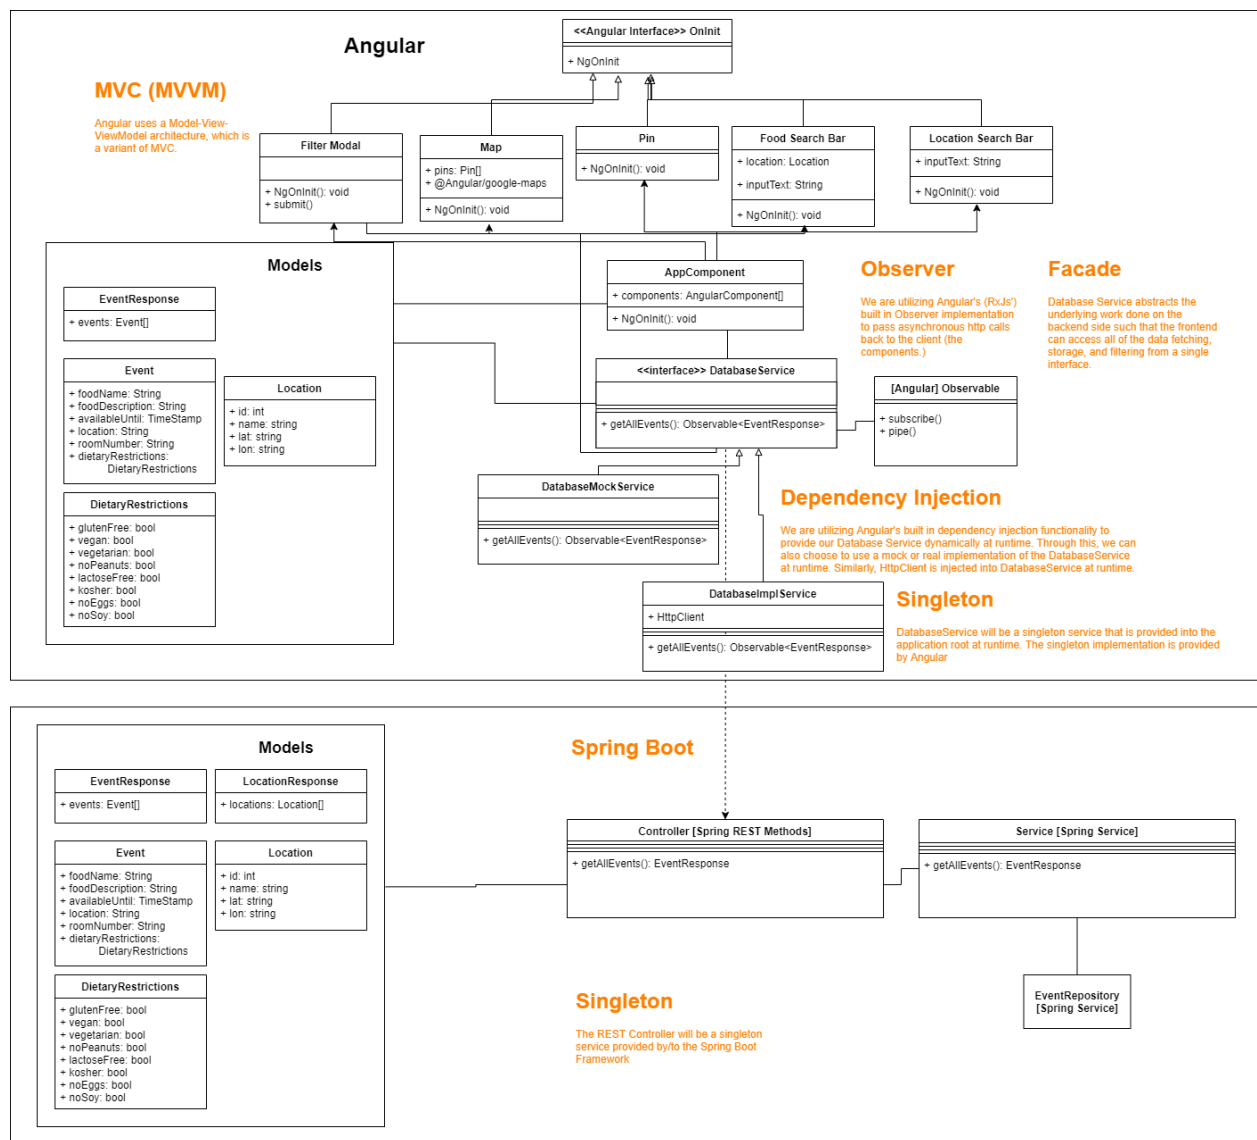 <<Angular Interface>> OnInit
+ NgOnInit
Angular
MVC (MVVM)
Angular uses a Model-View-
ViewModel architecture, which is
a variant of MVC.
Filter Modal
+ NgOnInit(): void
+ submit()
Map
+ pins: Pin[]
+ @Angular/google-maps
+ NgOnInit(): void
Pin
+ NgOnInit(): void
Food Search Bar
+ location: Location
+ inputText: String
+ NgOnInit(): void
Location Search Bar
+ inputText: String
+ NgOnInit(): void
Models
EventResponse
+ events: Event[]
Event
+ foodName: String
+ foodDescription: String
+ availableUntil: TimeStamp
+ location: String
+ roomNumber: String
+ dietaryRestrictions:
DietaryRestrictions
Location
+ id: int
+ name: string
+ lat: string
+ lon: string
DietaryRestrictions
+ glutenFree: bool
+ vegan: bool
+ vegetarian: bool
+ noPeanuts: bool
+ lactoseFree: bool
+ kosher: bool
+ noEggs: bool
+ noSoy: bool
AppComponent
+ components: AngularComponent[]
+ NgOnInit(): void
Observer
We are utilizing Angular's (RxJs')
built in Observer implementation
to pass asynchronous http calls
back to the client (the
components.)
Facade
Database Service abstracts the
underlying work done on the
backend side such that the frontend
can access all of the data fetching,
storage, and filtering from a single
interface.
<<interface>> DatabaseService
+ getAllEvents(): Observable<EventResponse>
[Angular] Observable
+ subscribe()
+ pipe()
DatabaseMockService
+ getAllEvents(): Observable<EventResponse>
Dependency Injection
We are utilizing Angular's built in dependency injection functionality to
provide our Database Service dynamically at runtime. Through this, we can
also choose to use a mock or real implementation of the DatabaseService
at runtime. Similarly, HttpClient is injected into DatabaseService at runtime.
DatabaseImplService
+ HttpClient
+ getAllEvents(): Observable<EventResponse>
Singleton
DatabaseService will be a singleton service that is provided into the
application root at runtime. The singleton implementation is provided
by Angular
Spring Boot
Models
EventResponse
+ events: Event[]
LocationResponse
+ locations: Location[]
Event
+ foodName: String
+ foodDescription: String
+ availableUntil: TimeStamp
+ location: String
+ roomNumber: String
+ dietaryRestrictions:
DietaryRestrictions
Location
+ id: int
+ name: string
+ lat: string
+ lon: string
DietaryRestrictions
+ glutenFree: bool
+ vegan: bool
+ vegetarian: bool
+ noPeanuts: bool
+ lactoseFree: bool
+ kosher: bool
+ noEggs: bool
+ noSoy: bool
Controller [Spring REST Methods]
+ getAllEvents(): EventResponse
Service [Spring Service]
+ getAllEvents(): EventResponse
EventRepository
[Spring Service]
Singleton
The REST Controller will be a singleton
service provided by/to the Spring Boot
Framework